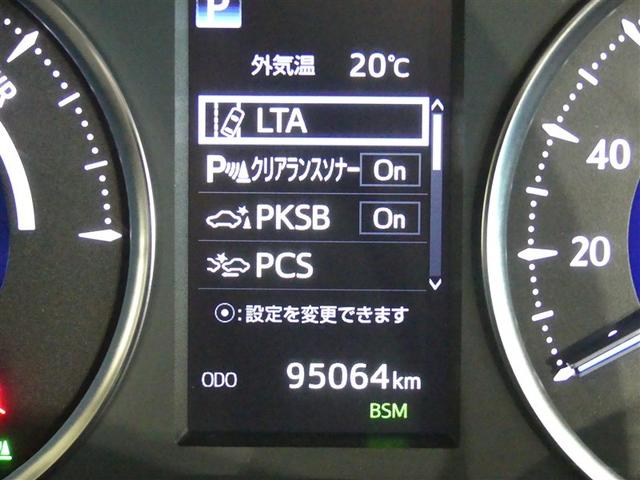 P
外気温 20℃
LTA
P クリアランスソナー On
PKSB On
PCS
⦿:設定を変更できます
ODO 95064km
BSM
40
20